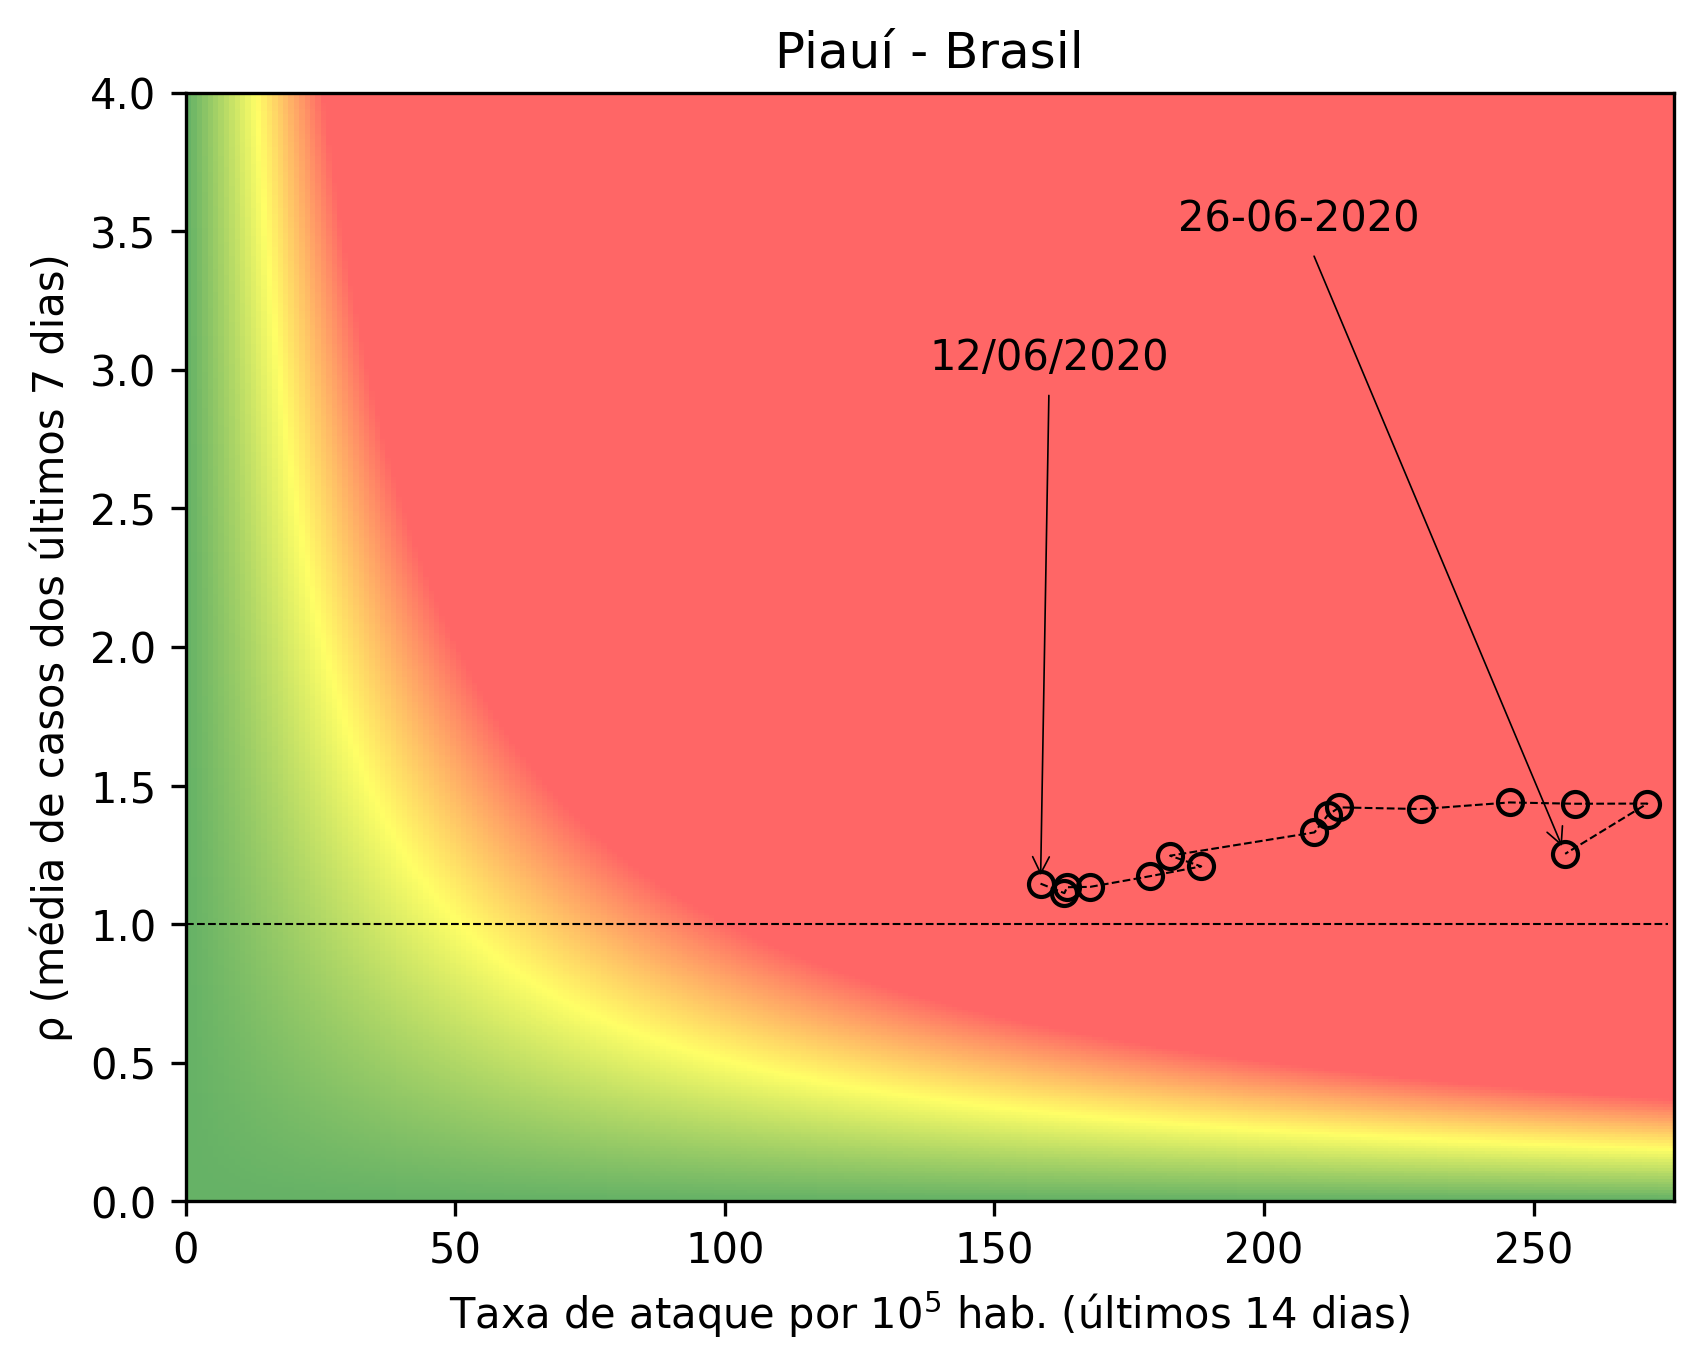 Piauí - Brasil
4.0
3.5
3.0
2.5
2.0
1.5
1.0
0.5
0.0
ρ (média de casos dos últimos 7 dias)
26-06-2020
12/06/2020
0 50 100 150 200 250
Taxa de ataque por 10⁵ hab. (últimos 14 dias)